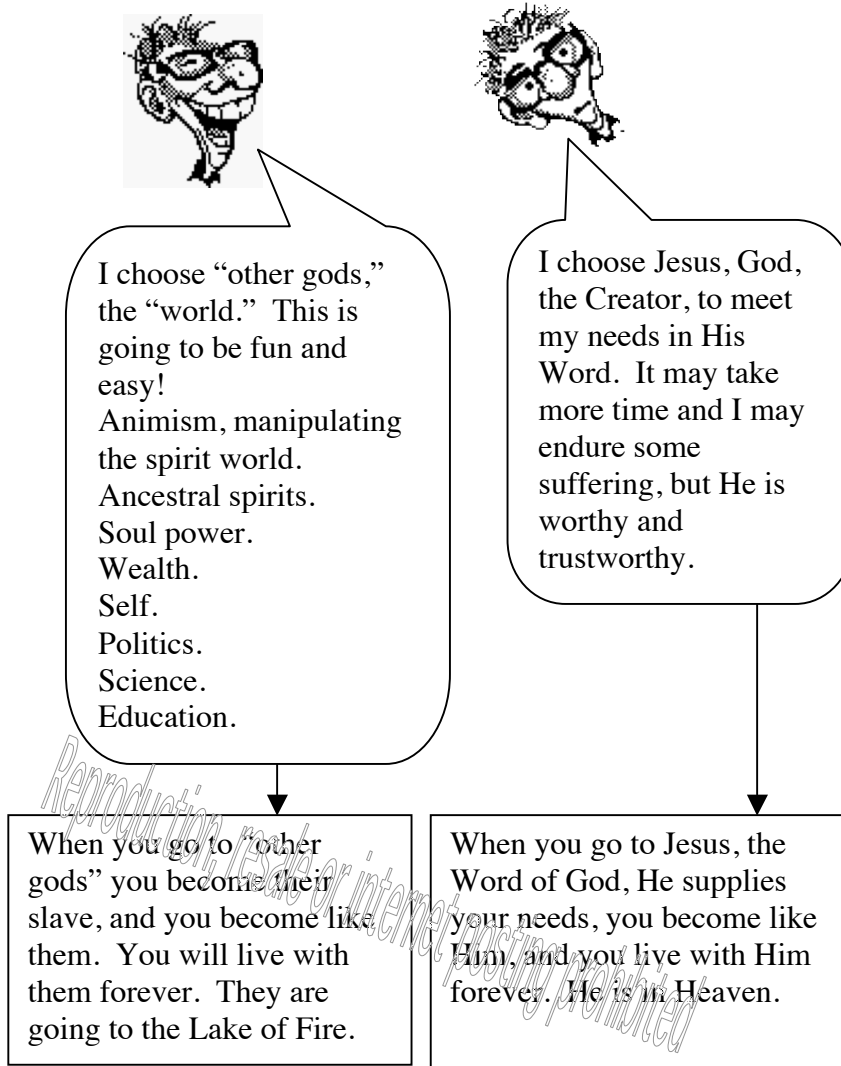 I choose “other gods,”
the “world.”  This is
going to be fun and
easy!
Animism, manipulating
the spirit world.
Ancestral spirits.
Soul power.
Wealth.
Self.
Politics.
Science.
Education.
I choose Jesus, God,
the Creator, to meet
my needs in His
Word.  It may take
more time and I may
endure some
suffering, but He is
worthy and
trustworthy.
When you go to “other
gods” you become their
slave, and you become like
them.  You will live with
them forever.  They are
going to the Lake of Fire.
When you go to Jesus, the
Word of God, He supplies
your needs, you become like
Him, and you live with Him
forever.  He is in Heaven.
Reproduction, resale or internet posting prohibited